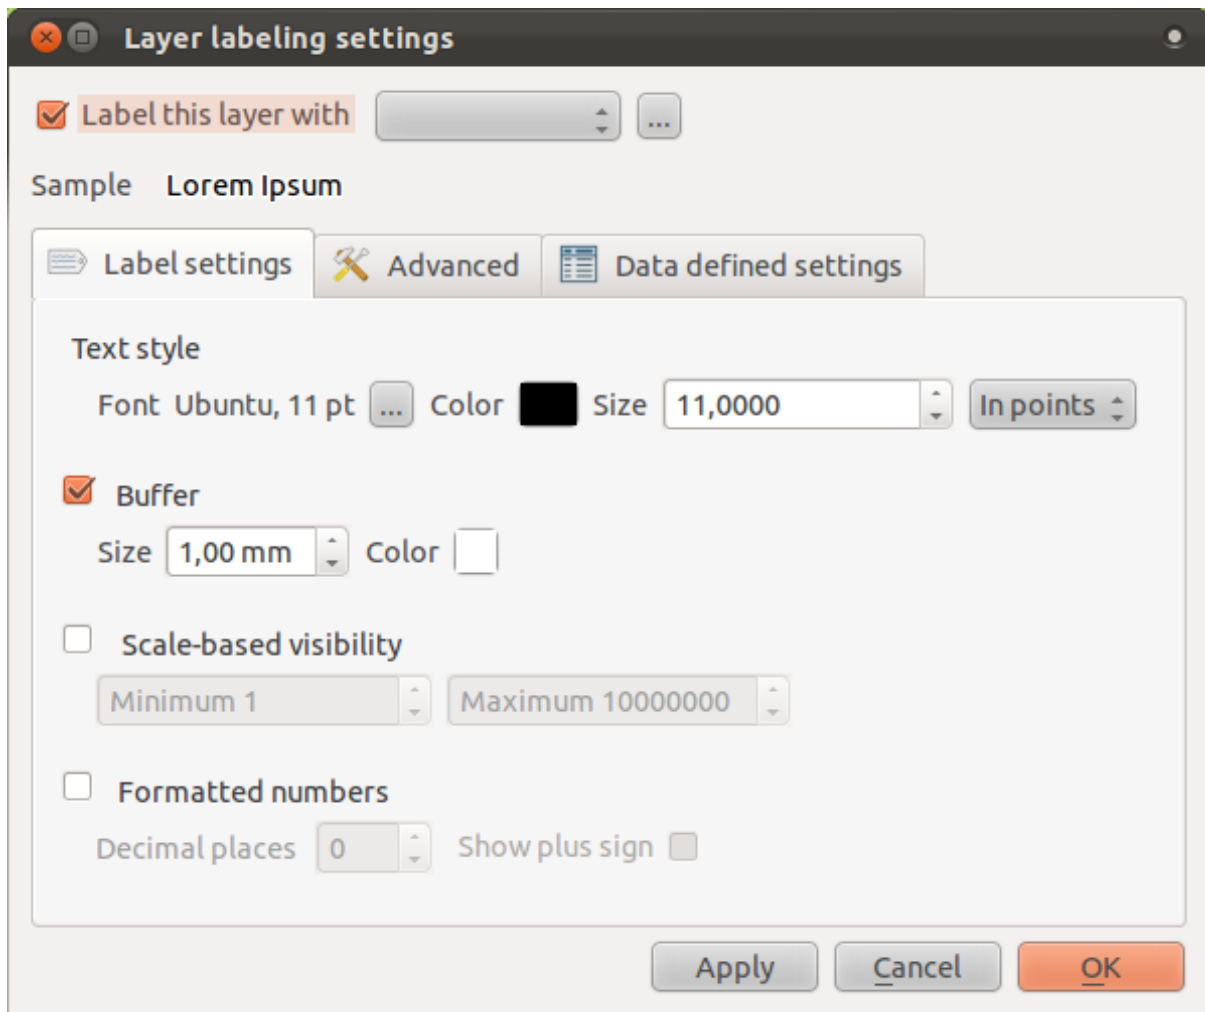 Layer labeling settings
Label this layer with ...
Sample Lorem Ipsum
Label settings Advanced Data defined settings
Text style
Font Ubuntu, 11 pt ... Color Size 11,0000 In points
Buffer
Size 1,00 mm Color
Scale-based visibility
Minimum 1 Maximum 10000000
Formatted numbers
Decimal places 0 Show plus sign
Apply Cancel OK